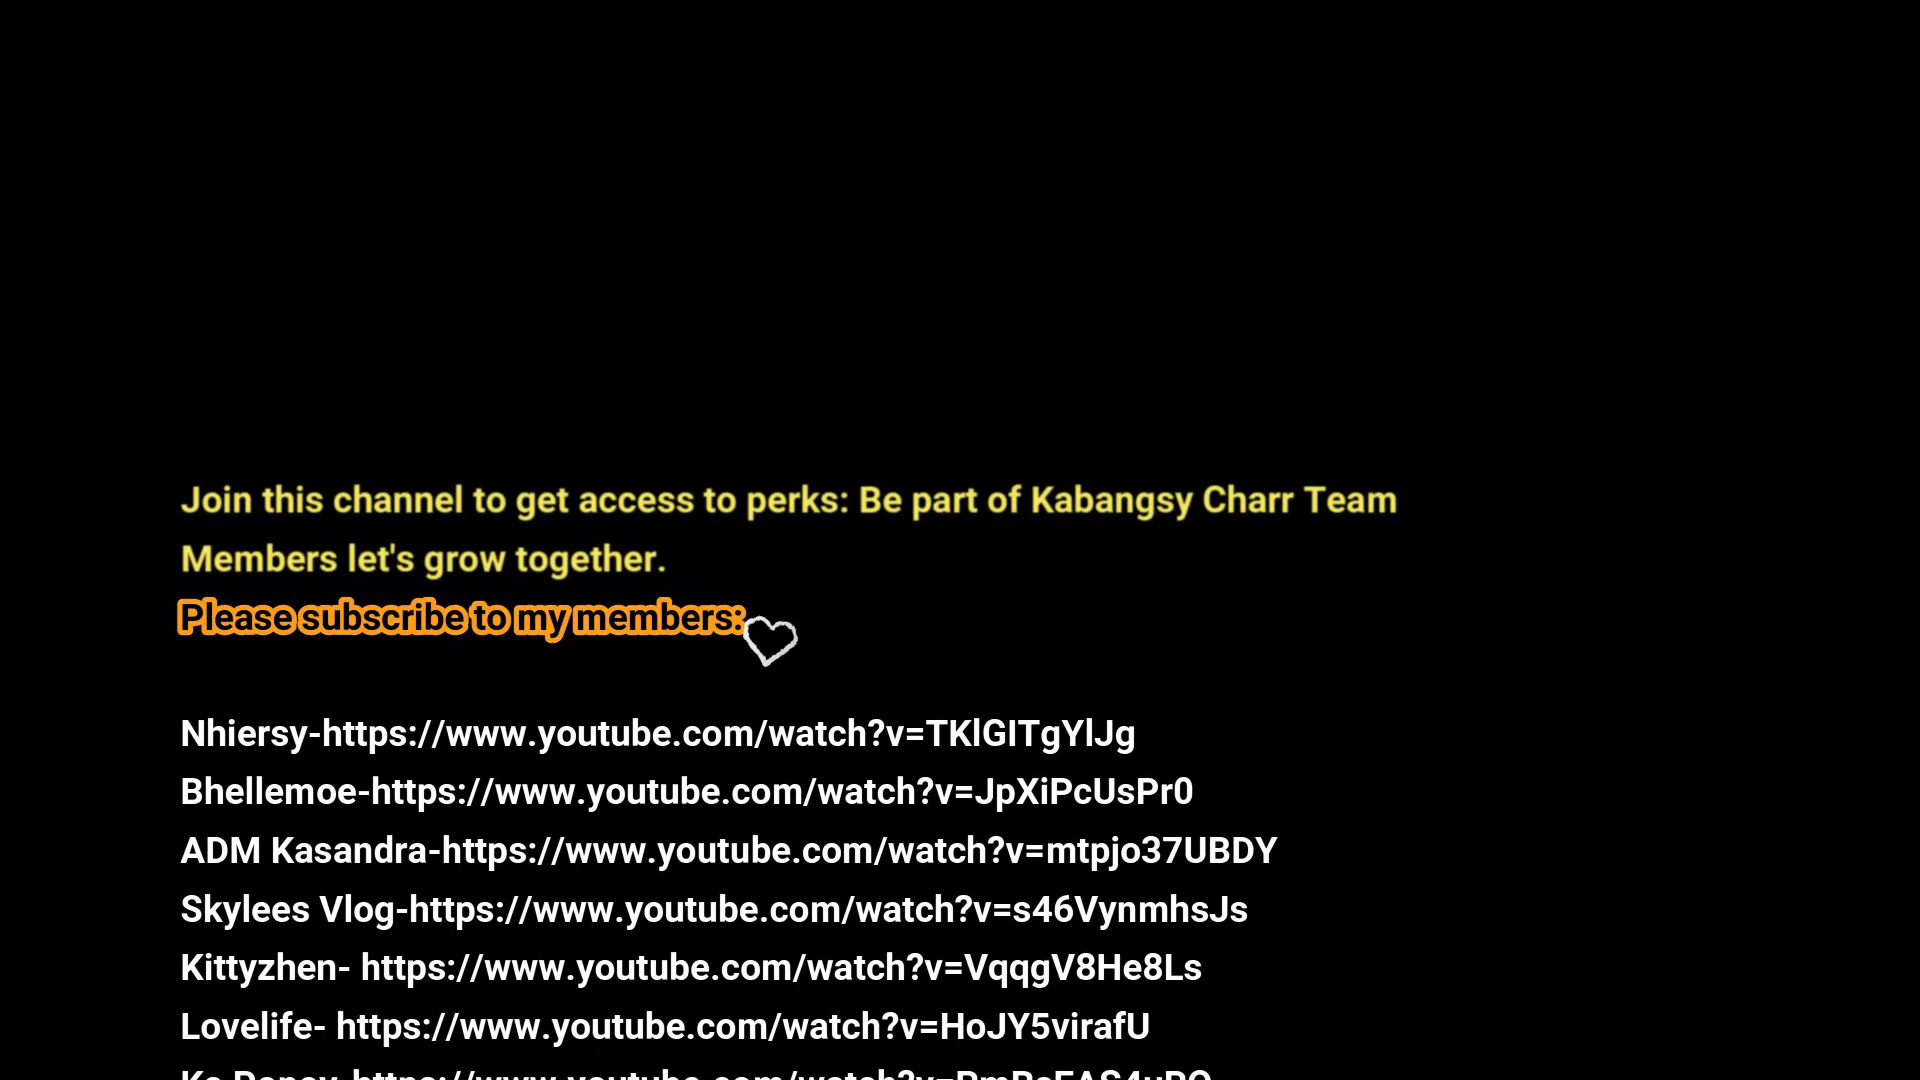 Join this channel to get access to perks: Be part of Kabangsy Charr Team
Members let's grow together.
Please subscribe to my members:
Nhiersy-https://www.youtube.com/watch?v=TKlGITgYlJg
Bhellemoe-https://www.youtube.com/watch?v=JpXiPcUsPr0
ADM Kasandra-https://www.youtube.com/watch?v=mtpjo37UBDY
Skylees Vlog-https://www.youtube.com/watch?v=s46VynmhsJs
Kittyzhen- https://www.youtube.com/watch?v=VqqgV8He8Ls
Lovelife- https://www.youtube.com/watch?v=HoJY5virafU